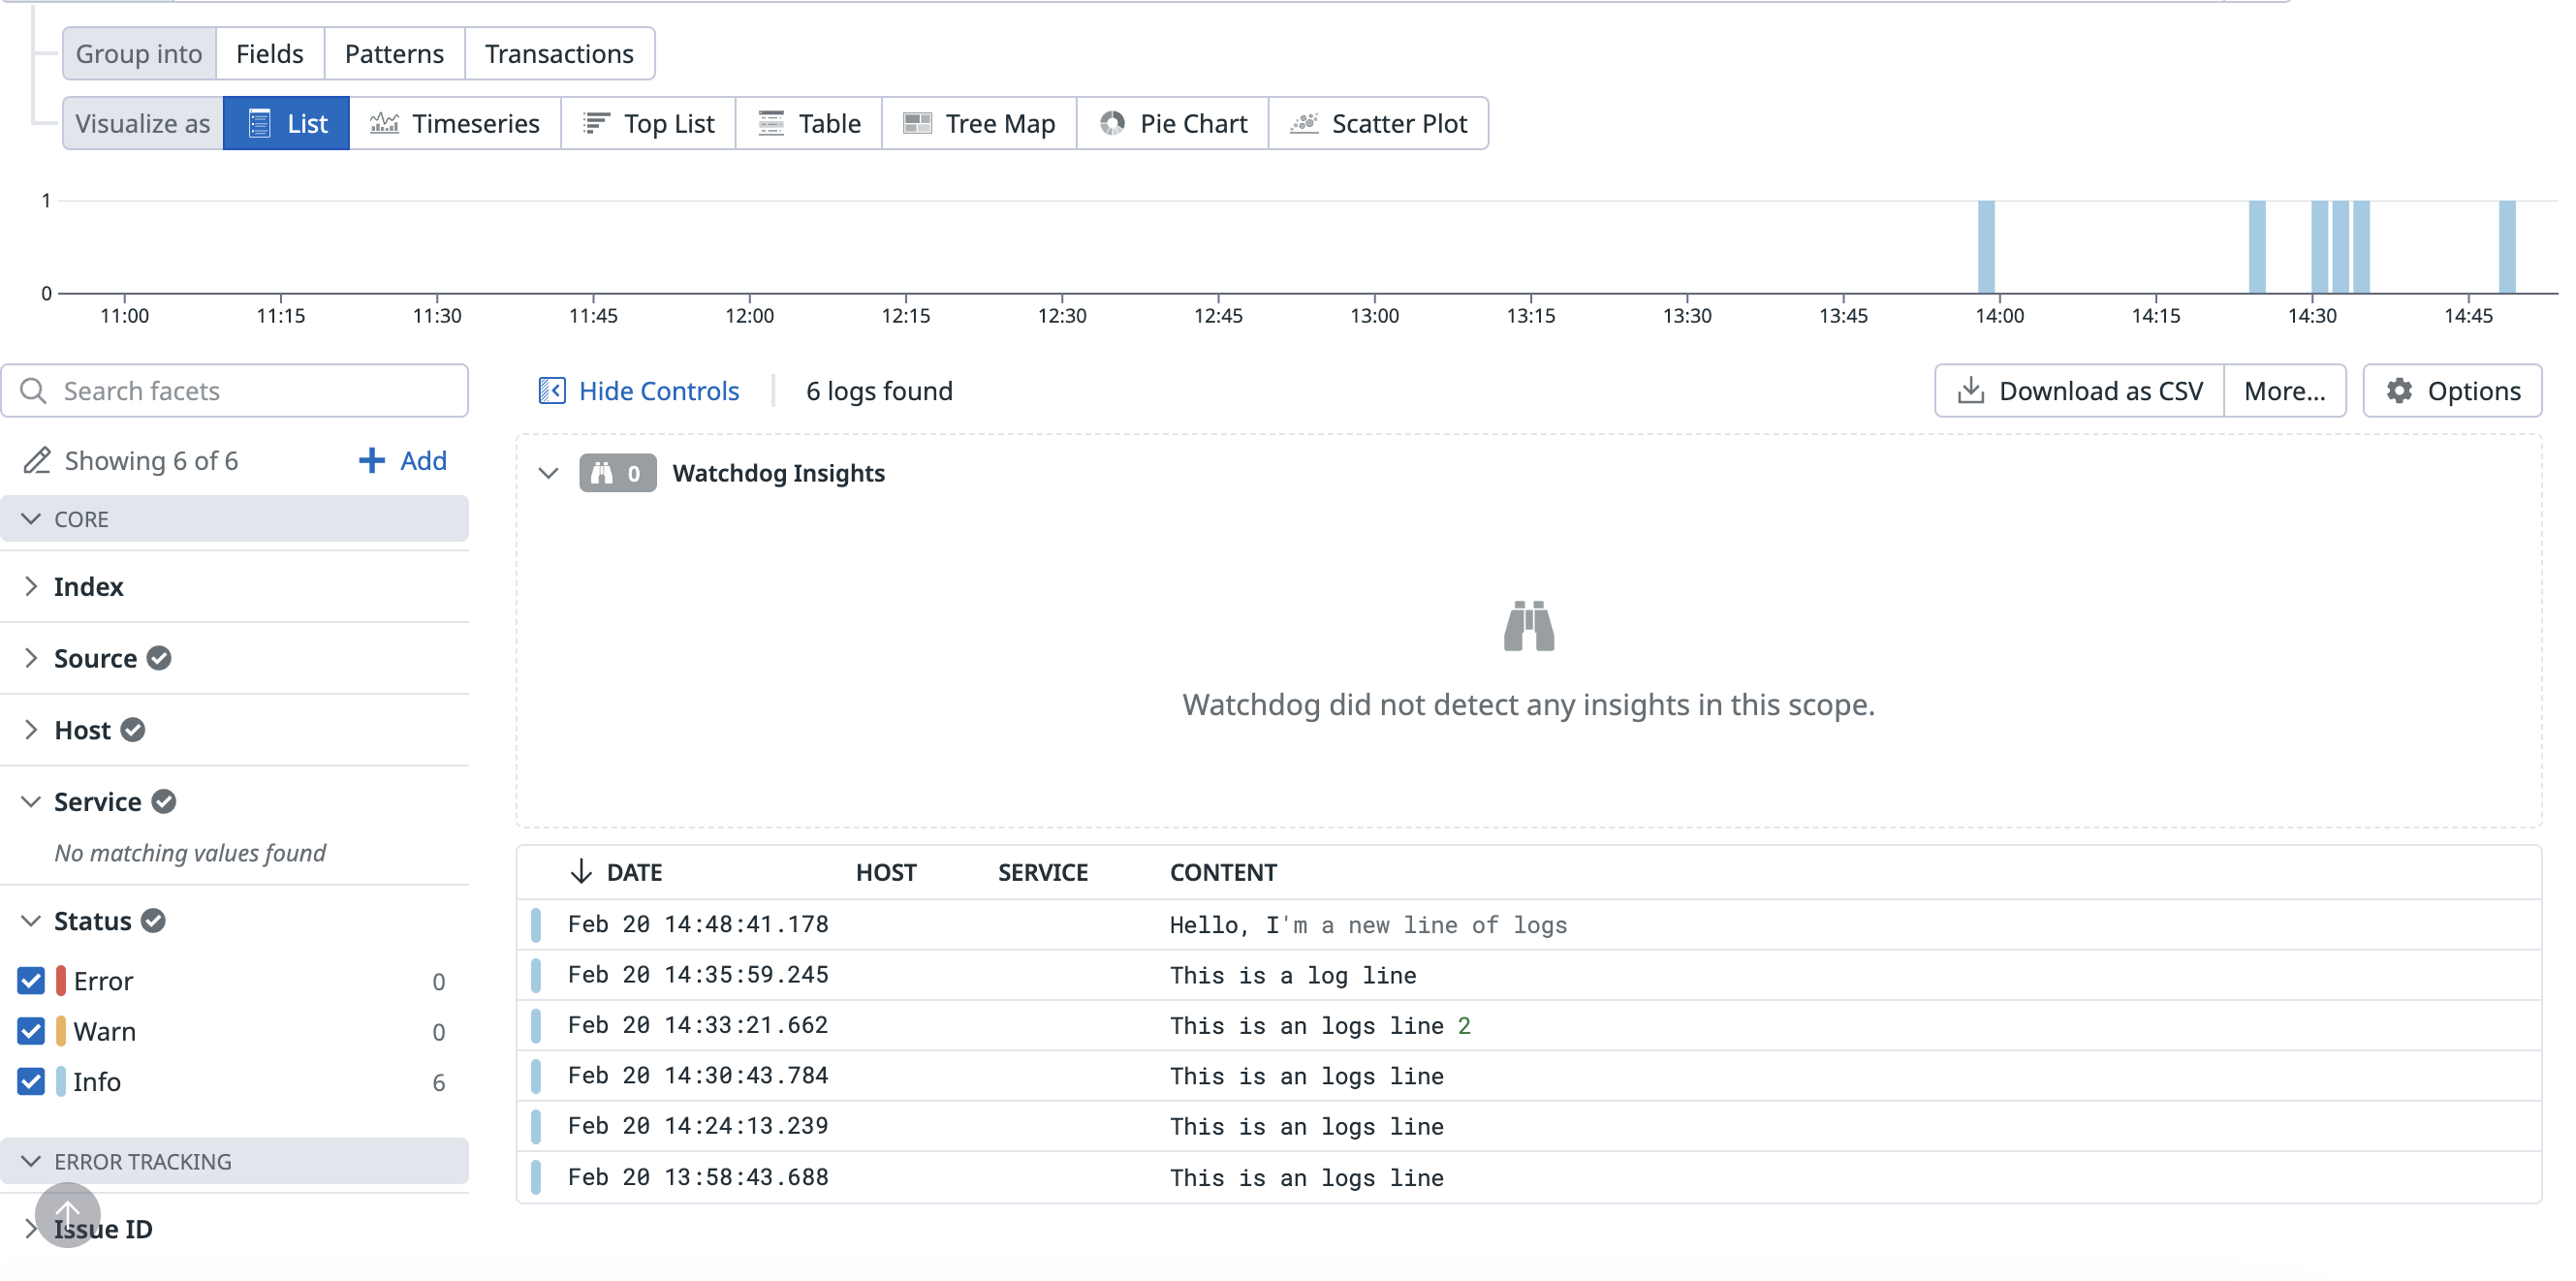 Group into Fields Patterns Transactions
Visualize as List Timeseries Top List Table Tree Map Pie Chart Scatter Plot
1
0
11:00 11:15 11:30 11:45 12:00 12:15 12:30 12:45 13:00 13:15 13:30 13:45 14:00 14:15 14:30 14:45
Search facets
Hide Controls 6 logs found Download as CSV More... Options
Showing 6 of 6 Add
0 Watchdog Insights
CORE
Index
Source
Host
Watchdog did not detect any insights in this scope.
Service
No matching values found
Status
Error 0
Warn 0
Info 6
ERROR TRACKING
Issue ID
DATE HOST SERVICE CONTENT
Feb 20 14:48:41.178 Hello, I'm a new line of logs
Feb 20 14:35:59.245 This is a log line
Feb 20 14:33:21.662 This is an logs line 2
Feb 20 14:30:43.784 This is an logs line
Feb 20 14:24:13.239 This is an logs line
Feb 20 13:58:43.688 This is an logs line